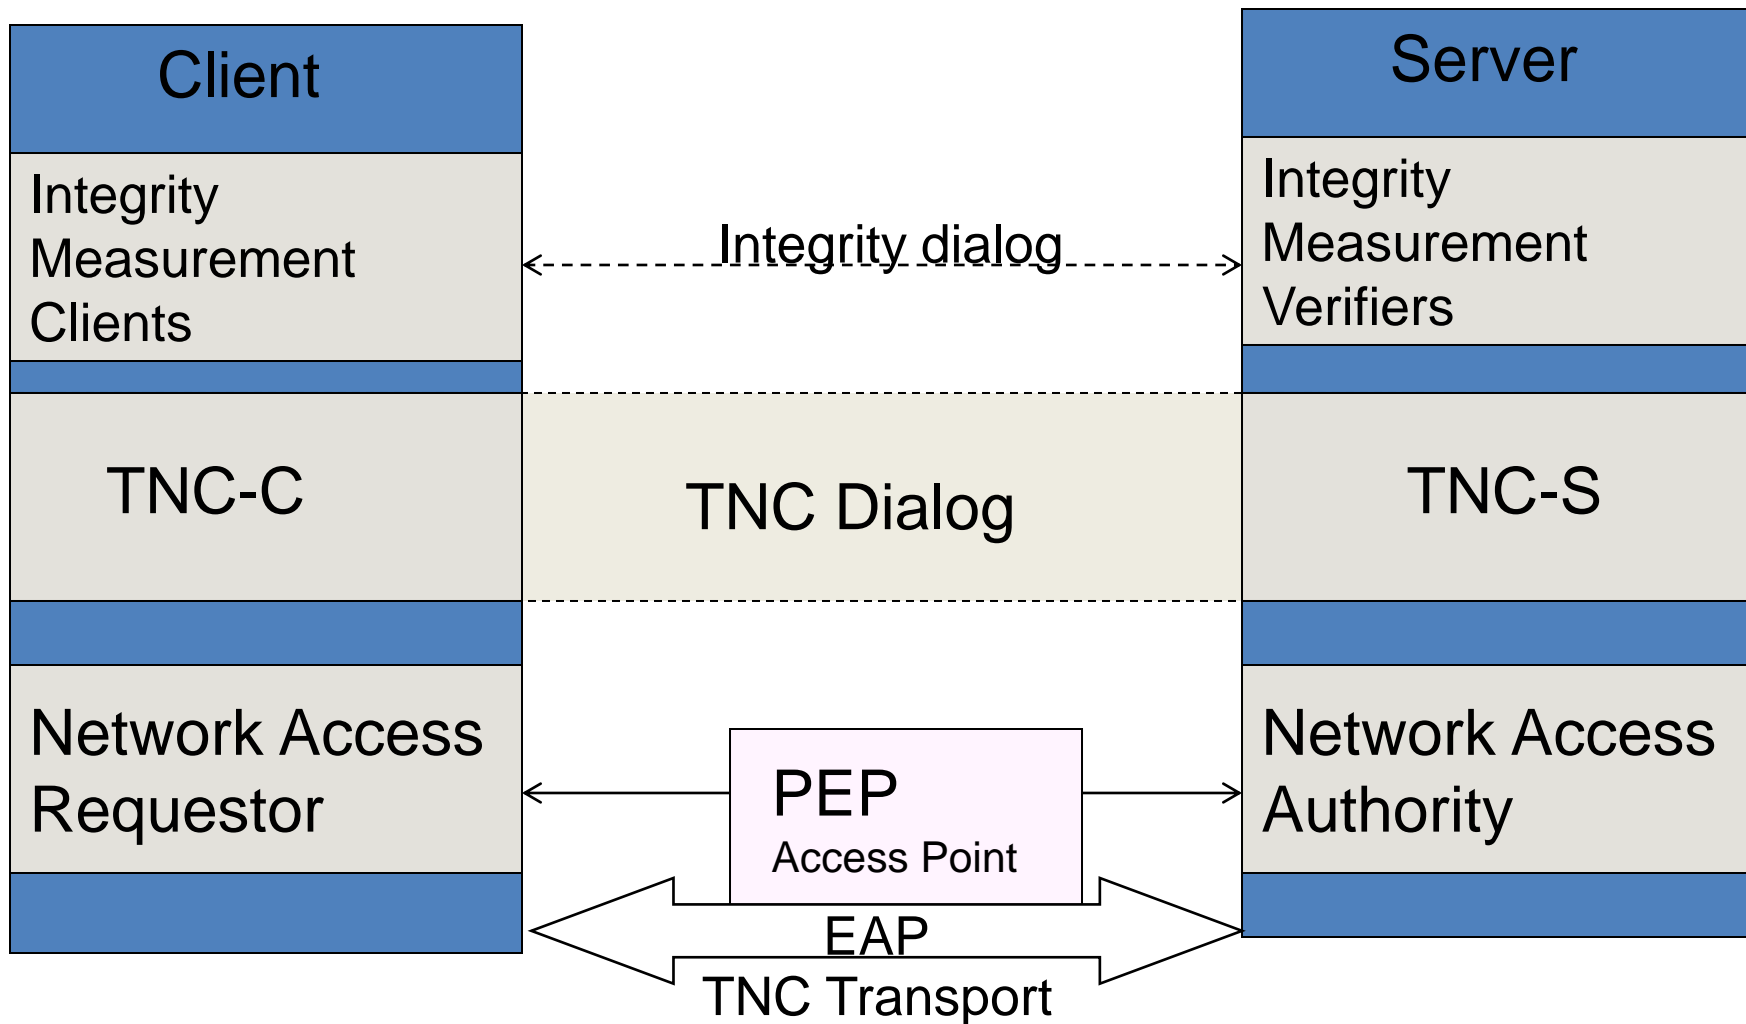 Client
Server
Integrity
Measurement
Clients
Integrity dialog
Integrity
Measurement
Verifiers
TNC-C
TNC Dialog
TNC-S
Network Access
Requestor
PEP
Access Point
Network Access
Authority
EAP
TNC Transport